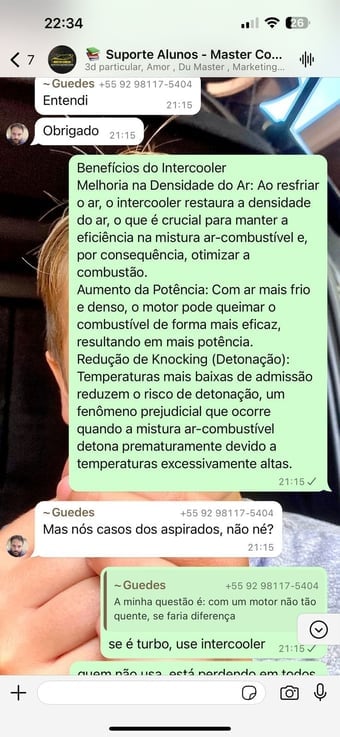 22:34
26
7
📚 Suporte Alunos - Master Co...
3d particular, Amor , Du Master , Marketing...
~Guedes +55 92 98117-5404
Entendi
21:15
Obrigado 21:15
Benefícios do Intercooler
Melhoria na Densidade do Ar: Ao resfriar
o ar, o intercooler restaura a densidade
do ar, o que é crucial para manter a
eficiência na mistura ar-combustível e,
por consequência, otimizar a
combustão.
Aumento da Potência: Com ar mais frio
e denso, o motor pode queimar o
combustível de forma mais eficaz,
resultando em mais potência.
Redução de Knocking (Detonação):
Temperaturas mais baixas de admissão
reduzem o risco de detonação, um
fenômeno prejudicial que ocorre
quando a mistura ar-combustível
detona prematuramente devido a
temperaturas excessivamente altas.
21:15
~Guedes +55 92 98117-5404
Mas nós casos dos aspirados, não né?
21:15
~Guedes +55 92 98117-5404
A minha questão é: com um motor não tão
quente, se faria diferença
se é turbo, use intercooler 21:15
quem não usa, está perdendo em todos